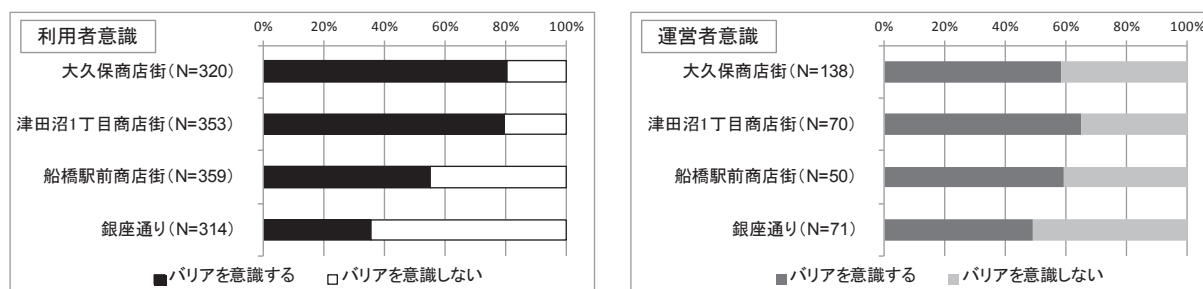 利用者意識
0% 20% 40% 60% 80% 100%
大久保商店街(N=320)
津田沼1丁目商店街(N=353)
船橋駅前商店街(N=359)
銀座通り(N=314)
バリアを意識する バリアを意識しない
運営者意識
0% 20% 40% 60% 80% 100%
大久保商店街(N=138)
津田沼1丁目商店街(N=70)
船橋駅前商店街(N=50)
銀座通り(N=71)
バリアを意識する バリアを意識しない